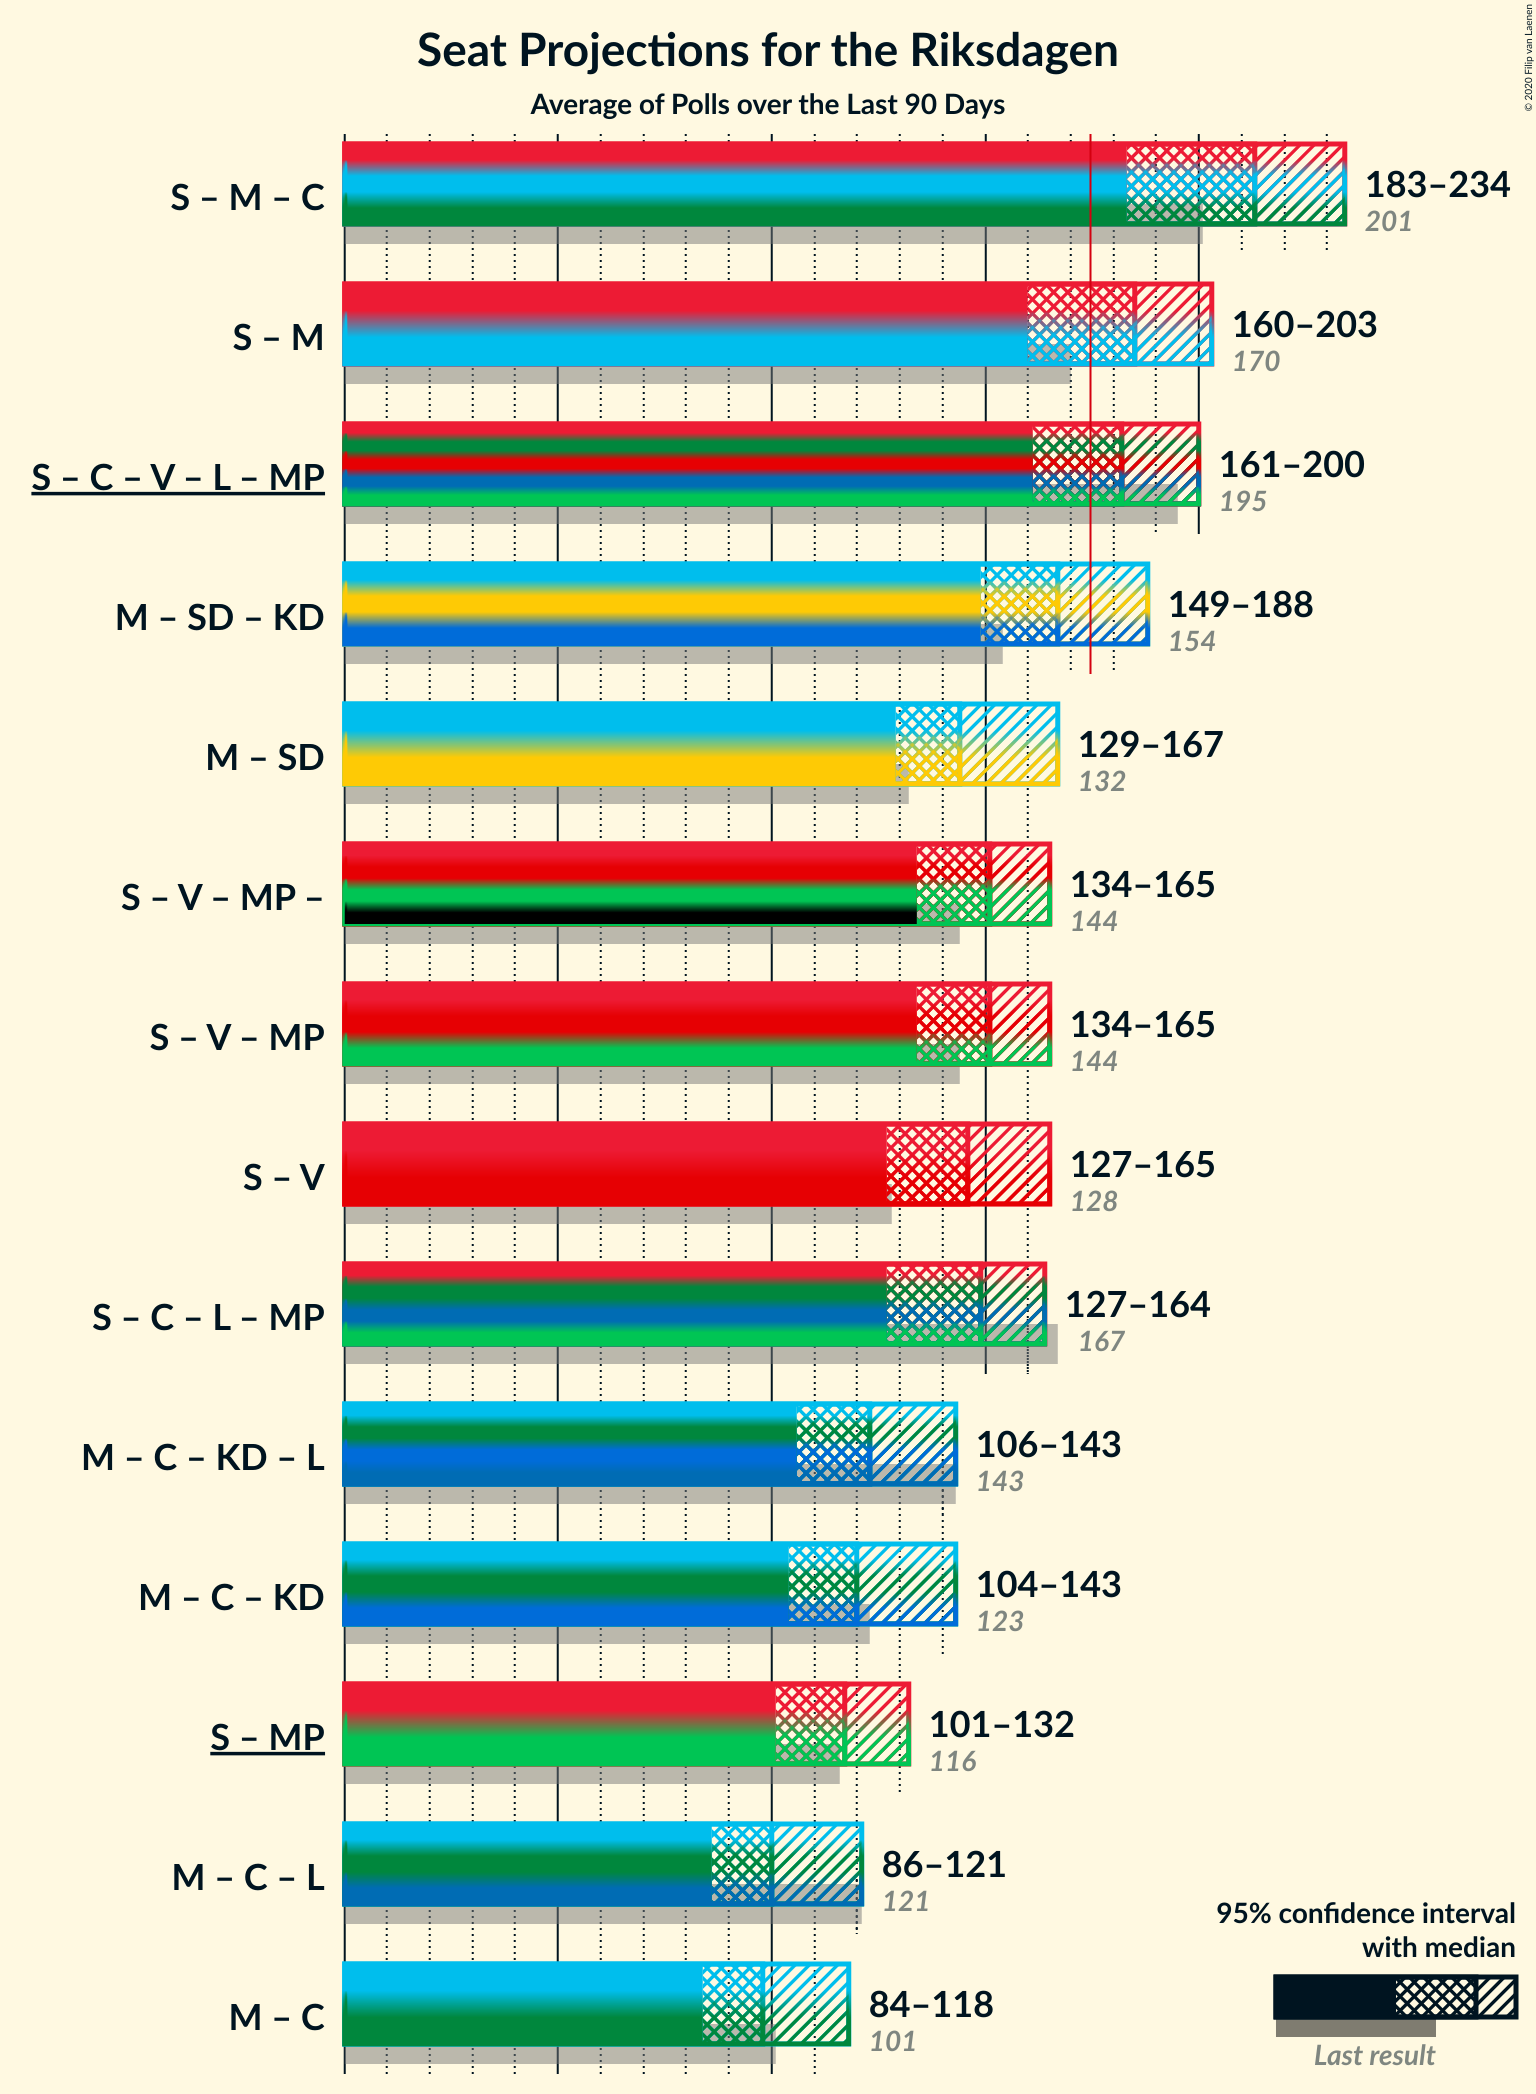 Seat Projections for the Riksdagen
Average of Polls over the Last 90 Days
© 2020 Filip van Laenen
S – M – C
183–234
201
S – M
160–203
170
S – C – V – L – MP
161–200
195
M – SD – KD
149–188
154
M – SD
129–167
132
S – V – MP –
134–165
144
S – V – MP
134–165
144
S – V
127–165
128
S – C – L – MP
127–164
167
M – C – KD – L
106–143
143
M – C – KD
104–143
123
S – MP
101–132
116
M – C – L
86–121
121
M – C
84–118
101
95% confidence interval
with median
Last result